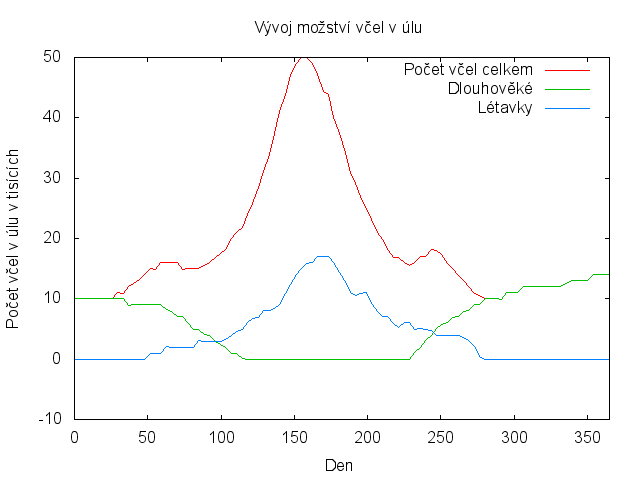 Vývoj možství včel v úlu
Počet včel v úlu v tisících
50
40
30
20
10
0
-10
Počet včel celkem
Dlouhověké
Létavky
0 50 100 150 200 250 300 350
Den